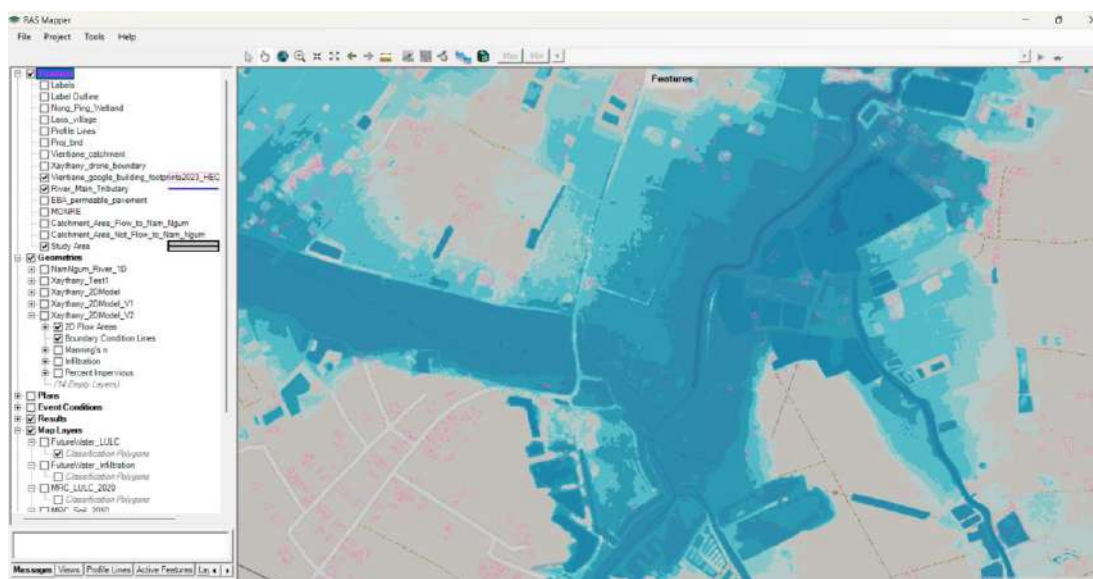 RAS Mapper
File Project Tools Help
Max Min
Features
Features
Labels
Label Outline
Nong_Ping_Wetland
Laos_village
Profile Lines
Proj_bnd
Vientiane_catchment
Xaythany_drone_boundary
Vientiane_google_building_footprints2023_HEC
River_Main_Tributary
EBA_permeable_pavement
MONRE
Catchment_Area_Flow_to_Nam_Ngum
Catchment_Area_Not_Flow_to_Nam_Ngum
Study Area
Geometries
NamNgum_River_1D
Xaythany_Test1
Xaythany_2DModel
Xaythany_2DModel_V1
Xaythany_2DModel_V2
2D Flow Areas
Boundary Condition Lines
Manning's n
Infiltration
Percent Impervious
(14 Empty Layers)
Plans
Event Conditions
Results
Map Layers
FutureWater_LULC
Classification Polygons
FutureWater_Infiltration
Classification Polygons
MRC_LULC_2020
Classification Polygons
Messages Views Profile Lines Active Features